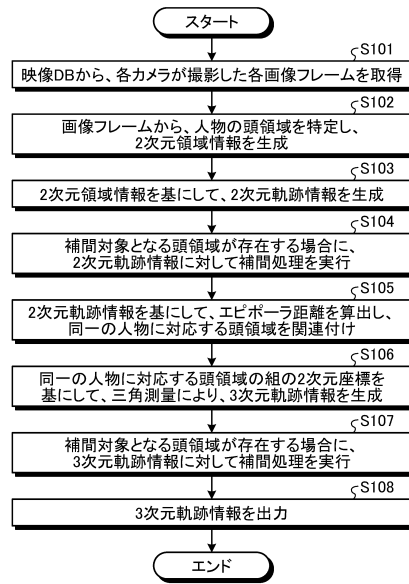 スタート
S101
映像DBから、各カメラが撮影した各画像フレームを取得
S102
画像フレームから、人物の頭領域を特定し、
2次元領域情報を生成
S103
2次元領域情報を基にして、2次元軌跡情報を生成
S104
補間対象となる頭領域が存在する場合に、
2次元軌跡情報に対して補間処理を実行
S105
2次元軌跡情報を基にして、エピポーラ距離を算出し、
同一の人物に対応する頭領域を関連付け
S106
同一の人物に対応する頭領域の組の2次元座標を
基にして、三角測量により、3次元軌跡情報を生成
S107
補間対象となる頭領域が存在する場合に、
3次元軌跡情報に対して補間処理を実行
S108
3次元軌跡情報を出力
エンド